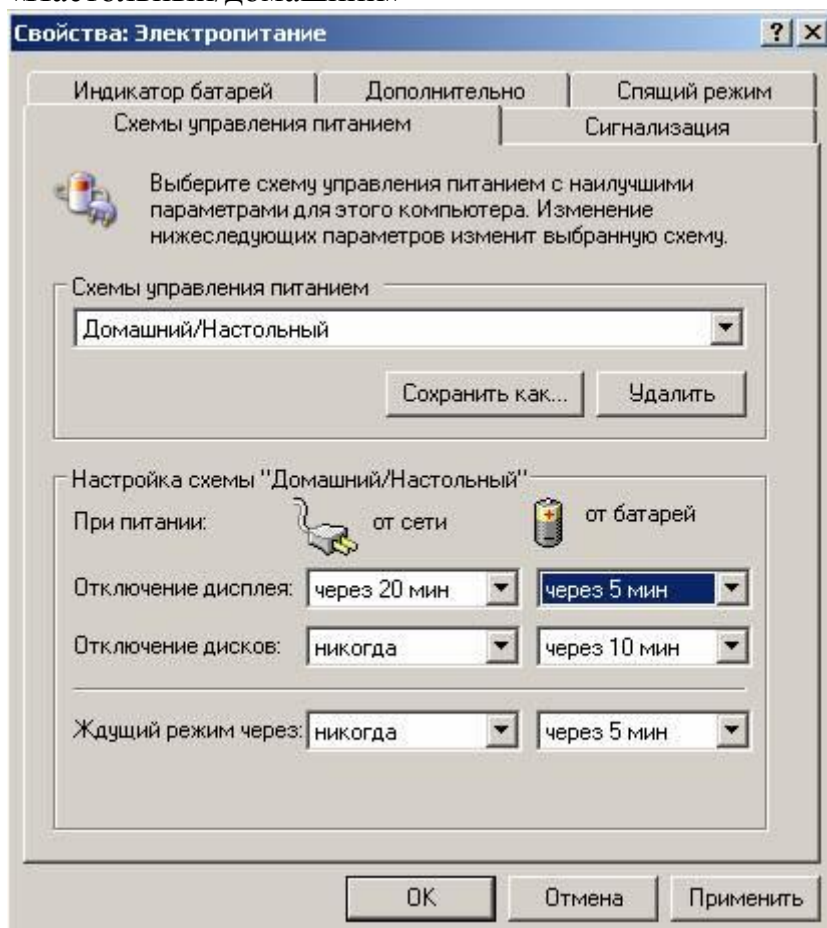 «Настольный/домашний»
Свойства: Электропитание
Индикатор батарей Дополнительно Спящий режим
Схемы управления питанием Сигнализация
Выберите схему управления питанием с наилучшими
параметрами для этого компьютера. Изменение
нижеследующих параметров изменит выбранную схему.
Схемы управления питанием
Домашний/Настольный
Сохранить как... Удалить
Настройка схемы "Домашний/Настольный"
При питании: от сети от батарей
Отключение дисплея: через 20 мин через 5 мин
Отключение дисков: никогда через 10 мин
Ждущий режим через: никогда через 5 мин
OK Отмена Применить